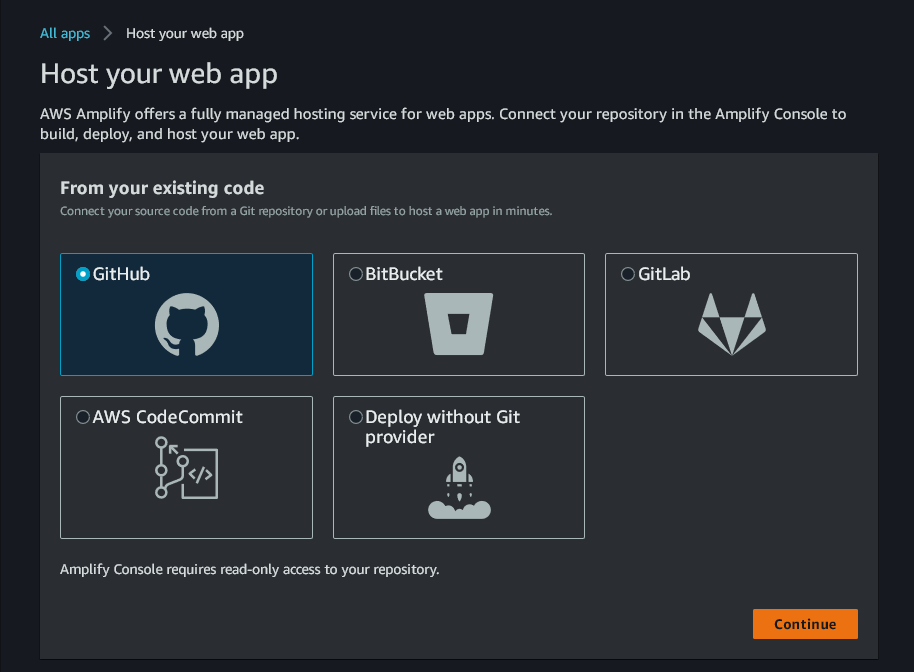 All apps > Host your web app
Host your web app
AWS Amplify offers a fully managed hosting service for web apps. Connect your repository in the Amplify Console to
build, deploy, and host your web app.
From your existing code
Connect your source code from a Git repository or upload files to host a web app in minutes.
GitHub
BitBucket
GitLab
AWS CodeCommit
</>
Deploy without Git
provider
Amplify Console requires read-only access to your repository.
Continue